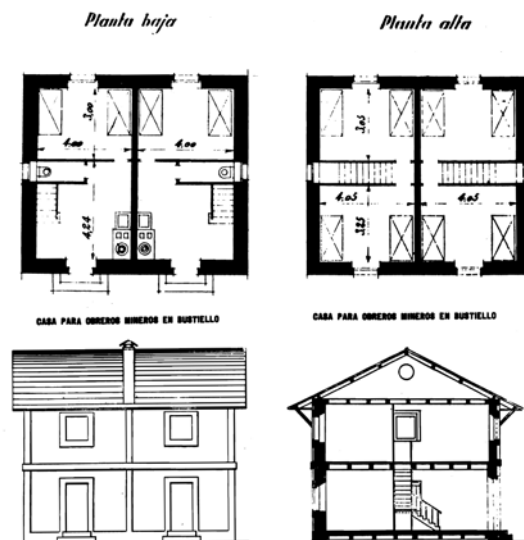 Planta baja
Planta alta
3,00
4,00
4,00
4,24
3,05
4,05
4,05
3,25
CASA PARA OBREROS MINEROS EN BUSTIELLO
CASA PARA OBREROS MINEROS EN BUSTIELLO